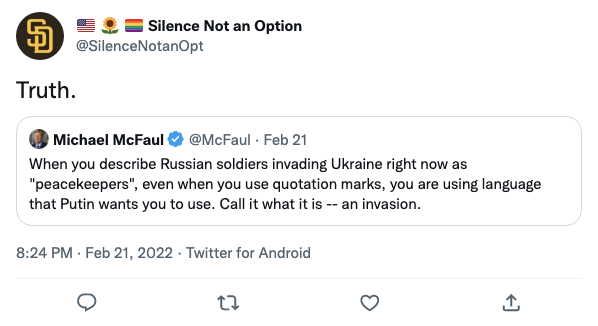 🇺🇸 🌻 🏳️‍🌈 Silence Not an Option
@SilenceNotanOpt
Truth.
Michael McFaul @McFaul · Feb 21
When you describe Russian soldiers invading Ukraine right now as
"peacekeepers", even when you use quotation marks, you are using language
that Putin wants you to use. Call it what it is -- an invasion.
8:24 PM · Feb 21, 2022 · Twitter for Android